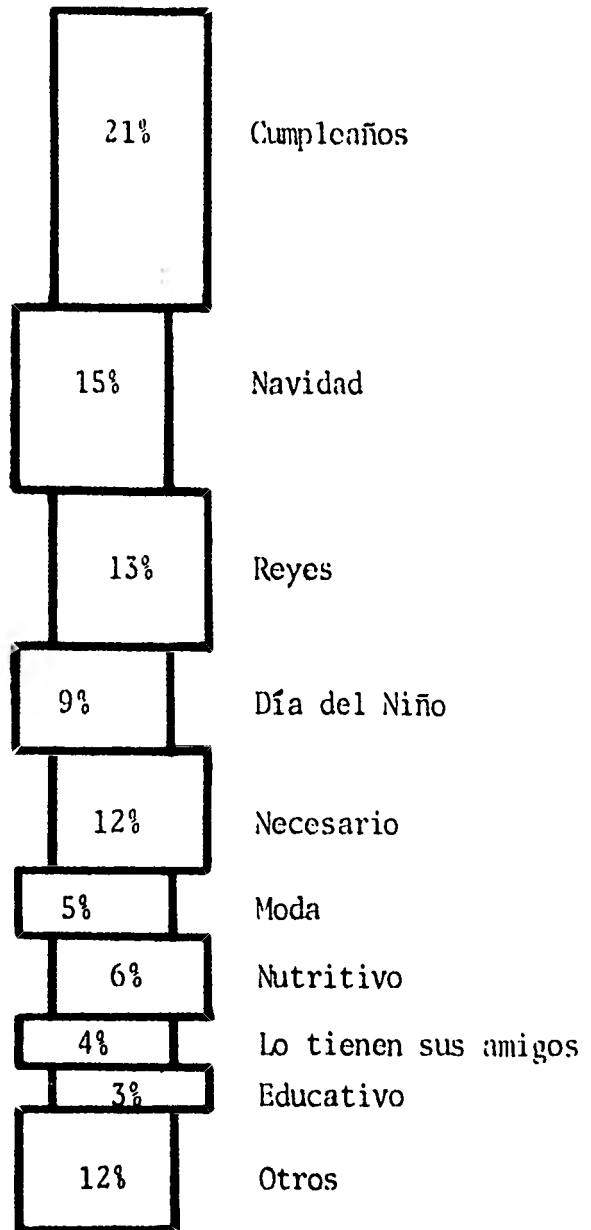 21% Cumpleaños
15% Navidad
13% Reyes
9% Día del Niño
12% Necesario
5% Moda
6% Nutritivo
4% Lo tienen sus amigos
3% Educativo
12% Otros